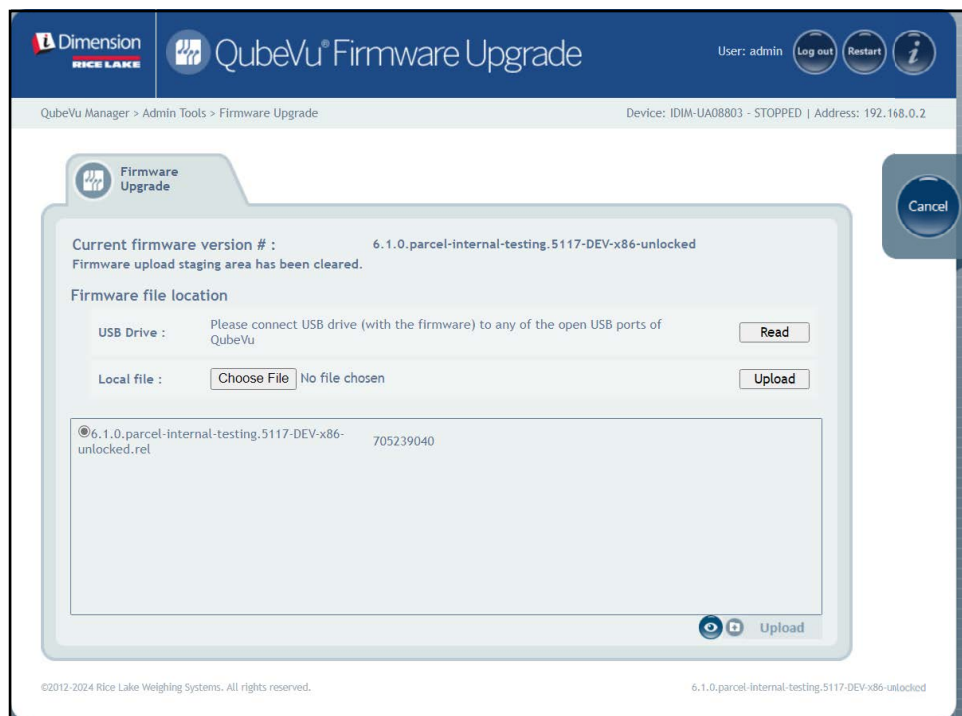 Dimension
RICE LAKE
QubeVu® Firmware Upgrade
User: admin
Log out
Restart
i
QubeVu Manager > Admin Tools > Firmware Upgrade
Device: IDIM-UA08803 - STOPPED | Address: 192.168.0.2
Firmware
Upgrade
Cancel
Current firmware version # :
6.1.0.parcel-internal-testing.5117-DEV-x86-unlocked
Firmware upload staging area has been cleared.
Firmware file location
USB Drive :
Please connect USB drive (with the firmware) to any of the open USB ports of
QubeVu
Read
Local file :
Choose File No file chosen
Upload
6.1.0.parcel-internal-testing.5117-DEV-x86-
unlocked.rel
705239040
Upload
©2012-2024 Rice Lake Weighing Systems. All rights reserved.
6.1.0.parcel-internal-testing.5117-DEV-x86-unlocked